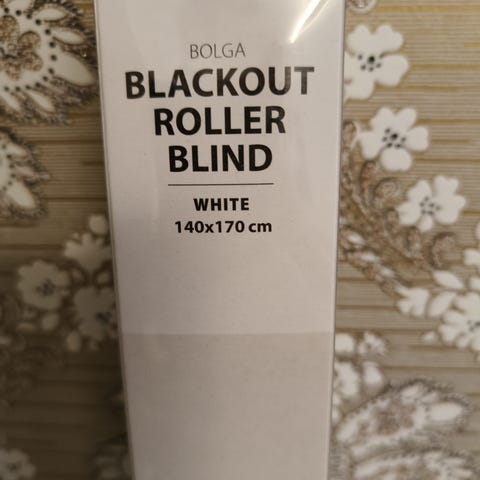 BOLGA
BLACKOUT
ROLLER
BLIND
WHITE
140x170 cm